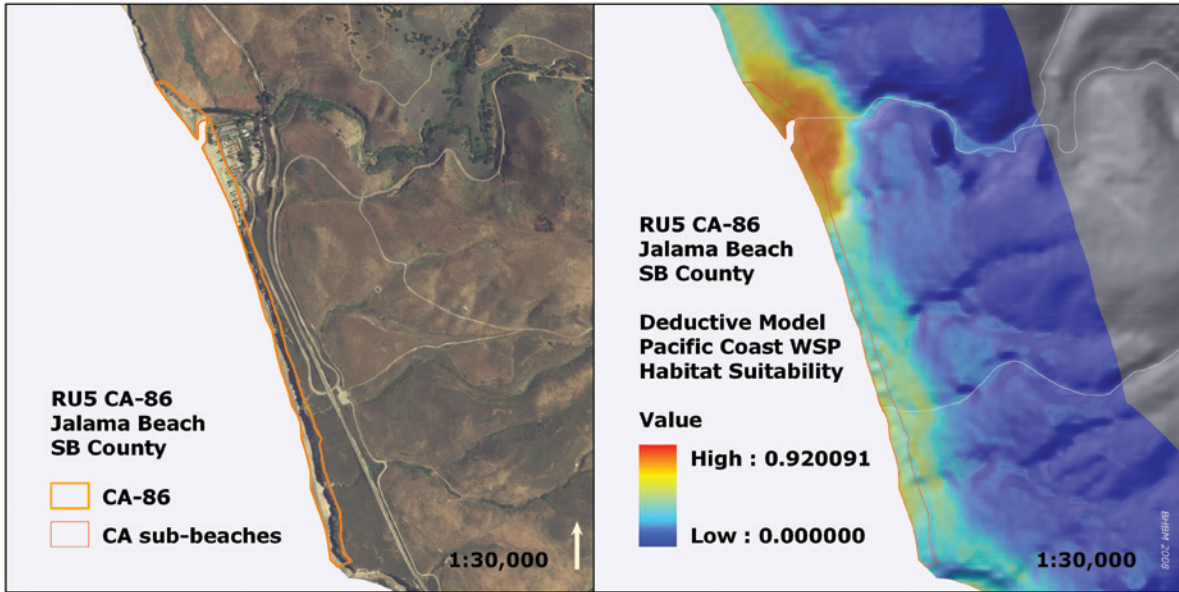 RU5 CA-86
Jalama Beach
SB County
CA-86
CA sub-beaches
1:30,000
RU5 CA-86
Jalama Beach
SB County
Deductive Model
Pacific Coast WSP
Habitat Suitability
Value
High : 0.920091
Low : 0.000000
1:30,000
BHBM 2008